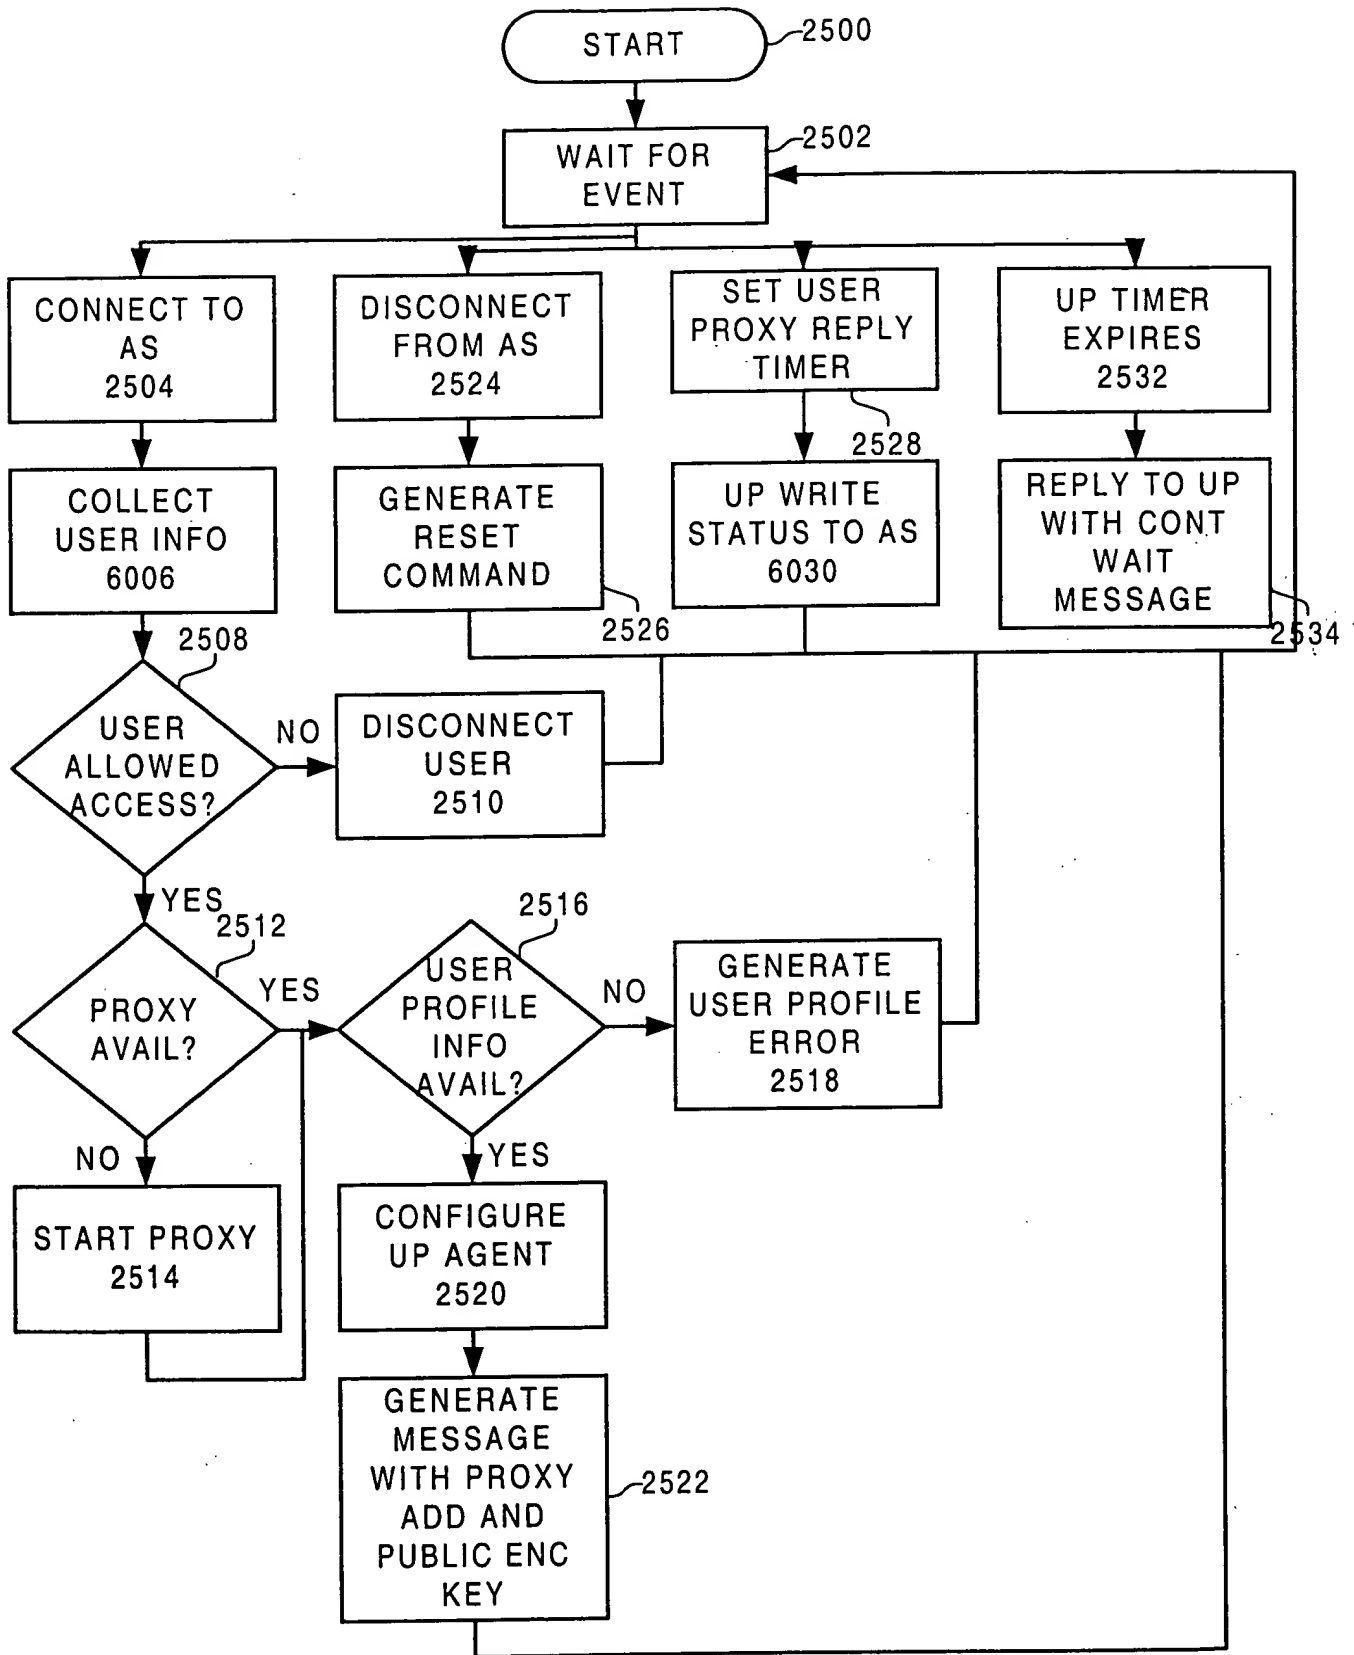 START
2500
WAIT FOR
EVENT
2502
CONNECT TO
AS
2504
DISCONNECT
FROM AS
2524
SET USER
PROXY REPLY
TIMER
2528
UP TIMER
EXPIRES
2532
COLLECT
USER INFO
6006
GENERATE
RESET
COMMAND
2526
UP WRITE
STATUS TO AS
6030
REPLY TO UP
WITH CONT
WAIT
MESSAGE
2534
2508
USER
ALLOWED
ACCESS?
NO
DISCONNECT
USER
2510
YES
2512
PROXY
AVAIL?
YES
2516
USER
PROFILE
INFO
AVAIL?
NO
GENERATE
USER PROFILE
ERROR
2518
NO
START PROXY
2514
YES
CONFIGURE
UP AGENT
2520
GENERATE
MESSAGE
WITH PROXY
ADD AND
PUBLIC ENC
KEY
2522